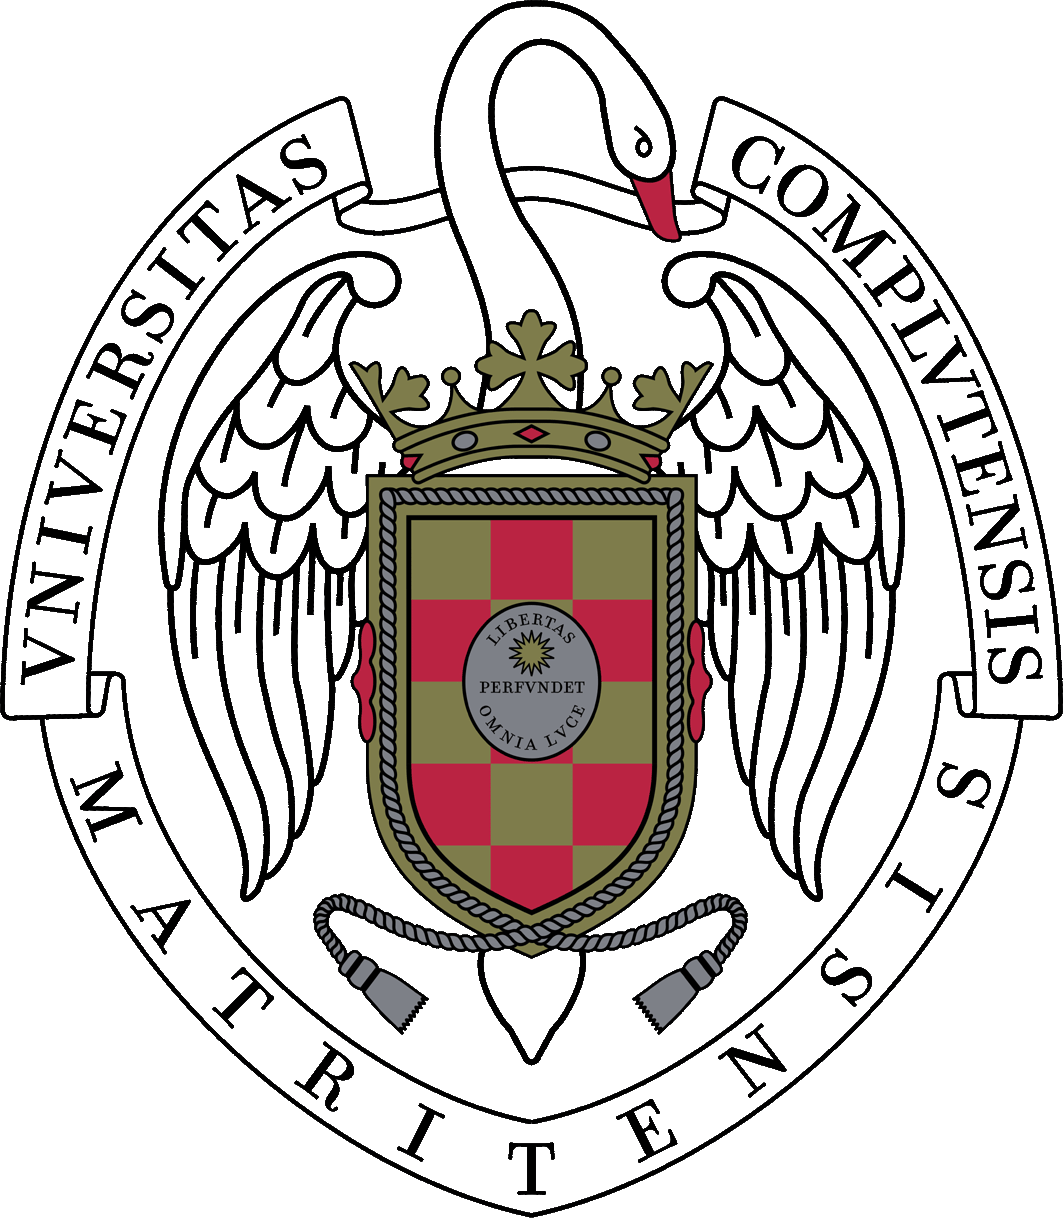 VNIVERSITAS
COMPLVTENSIS
MATRITENSIS
LIBERTAS
PERFVNDET
OMNIA LVCE